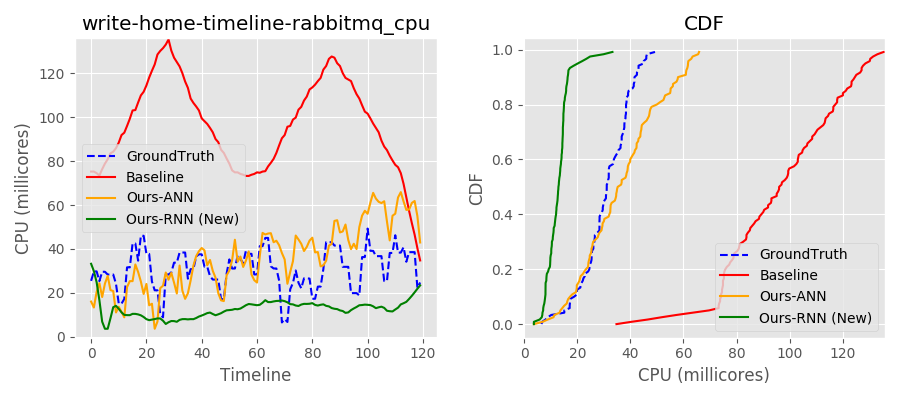 write-home-timeline-rabbitmq_cpu
CPU (millicores)
120
100
80
60
40
20
0
GroundTruth
Baseline
Ours-ANN
Ours-RNN (New)
0 20 40 60 80 100 120
Timeline
CDF
CDF
1.0
0.8
0.6
0.4
0.2
0.0
GroundTruth
Baseline
Ours-ANN
Ours-RNN (New)
0 20 40 60 80 100 120
CPU (millicores)